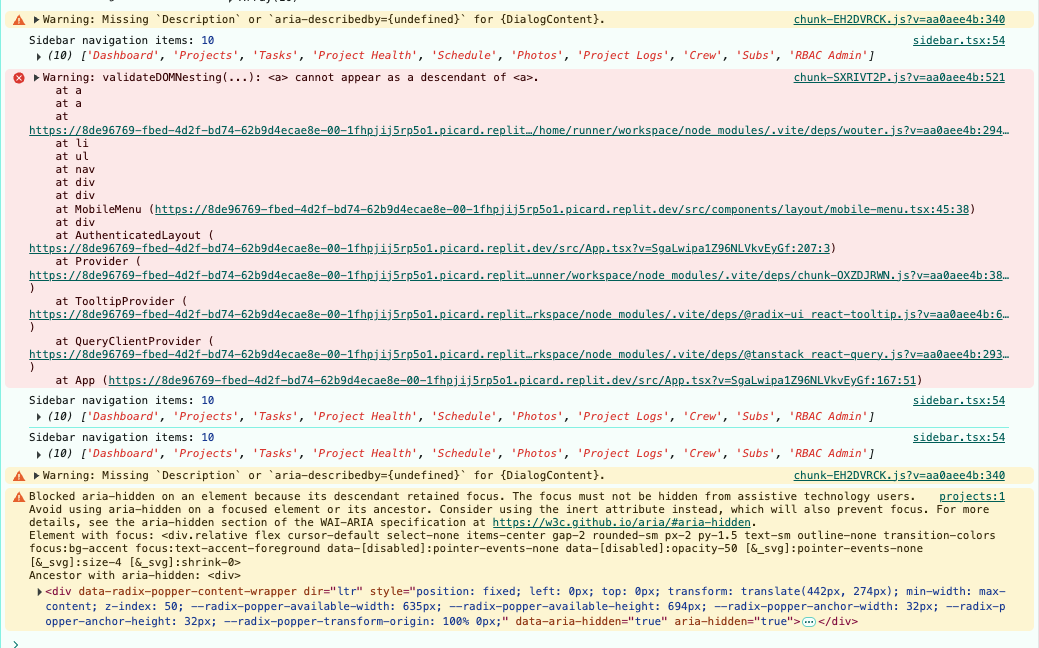 Warning: Missing `Description` or `aria-describedby={undefined}` for {DialogContent}. chunk-EH2DVRCK.js?v=aa0aee4b:340
Sidebar navigation items: 10 sidebar.tsx:54
(10) ['Dashboard', 'Projects', 'Tasks', 'Project Health', 'Schedule', 'Photos', 'Project Logs', 'Crew', 'Subs', 'RBAC Admin']
Warning: validateDOMNesting(...): <a> cannot appear as a descendant of <a>. chunk-SXRIVT2P.js?v=aa0aee4b:521
at a
at a
at
https://8de96769-fbed-4d2f-bd74-62b9d4ecae8e-00-1fhpjij5rp5o1.picard.replit…/home/runner/workspace/node_modules/.vite/deps/wouter.js?v=aa0aee4b:294…
at li
at ul
at nav
at div
at div
at MobileMenu (https://8de96769-fbed-4d2f-bd74-62b9d4ecae8e-00-1fhpjij5rp5o1.picard.replit.dev/src/components/layout/mobile-menu.tsx:45:38)
at div
at AuthenticatedLayout (
https://8de96769-fbed-4d2f-bd74-62b9d4ecae8e-00-1fhpjij5rp5o1.picard.replit.dev/src/App.tsx?v=SgaLwipa1Z96NLVkvEyGf:207:3)
at Provider (
https://8de96769-fbed-4d2f-bd74-62b9d4ecae8e-00-1fhpjij5rp5o1.picard.replit…unner/workspace/node_modules/.vite/deps/chunk-OXZDJRWN.js?v=aa0aee4b:38…
)
at TooltipProvider (
https://8de96769-fbed-4d2f-bd74-62b9d4ecae8e-00-1fhpjij5rp5o1.picard.replit…rkspace/node_modules/.vite/deps/@radix-ui_react-tooltip.js?v=aa0aee4b:6…
)
at QueryClientProvider (
https://8de96769-fbed-4d2f-bd74-62b9d4ecae8e-00-1fhpjij5rp5o1.picard.replit…rkspace/node_modules/.vite/deps/@tanstack_react-query.js?v=aa0aee4b:293…
)
at App (https://8de96769-fbed-4d2f-bd74-62b9d4ecae8e-00-1fhpjij5rp5o1.picard.replit.dev/src/App.tsx?v=SgaLwipa1Z96NLVkvEyGf:167:51)
Sidebar navigation items: 10 sidebar.tsx:54
(10) ['Dashboard', 'Projects', 'Tasks', 'Project Health', 'Schedule', 'Photos', 'Project Logs', 'Crew', 'Subs', 'RBAC Admin']
Sidebar navigation items: 10 sidebar.tsx:54
(10) ['Dashboard', 'Projects', 'Tasks', 'Project Health', 'Schedule', 'Photos', 'Project Logs', 'Crew', 'Subs', 'RBAC Admin']
Warning: Missing `Description` or `aria-describedby={undefined}` for {DialogContent}. chunk-EH2DVRCK.js?v=aa0aee4b:340
Blocked aria-hidden on an element because its descendant retained focus. The focus must not be hidden from assistive technology users. projects:1
Avoid using aria-hidden on a focused element or its ancestor. Consider using the inert attribute instead, which will also prevent focus. For more
details, see the aria-hidden section of the WAI-ARIA specification at https://w3c.github.io/aria/#aria-hidden.
Element with focus: <div.relative flex cursor-default select-none items-center gap-2 rounded-sm px-2 py-1.5 text-sm outline-none transition-colors
focus:bg-accent focus:text-accent-foreground data-[disabled]:pointer-events-none data-[disabled]:opacity-50 [&_svg]:pointer-events-none
[&_svg]:size-4 [&_svg]:shrink-0>
Ancestor with aria-hidden: <div>
<div data-radix-popper-content-wrapper dir="ltr" style="position: fixed; left: 0px; top: 0px; transform: translate(442px, 274px); min-width: max-
content; z-index: 50; --radix-popper-available-width: 635px; --radix-popper-available-height: 694px; --radix-popper-anchor-width: 32px; --radix-p
opper-anchor-height: 32px; --radix-popper-transform-origin: 100% 0px;" data-aria-hidden="true" aria-hidden="true">…</div>